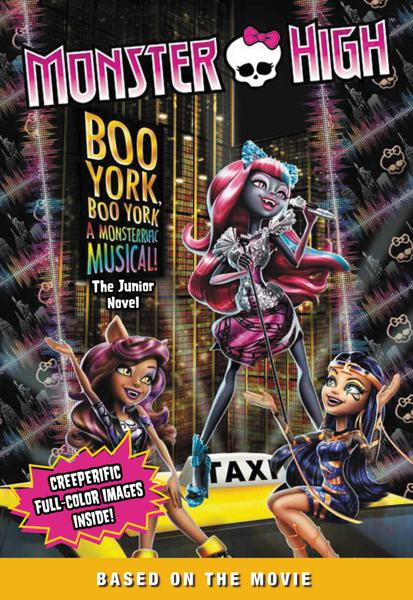 MONSTER HIGH
BOO
YORK,
BOO YORK
A MONSTERRIFIC
MUSICAL!
The Junior
Novel
TAXI
CREEPERIFIC
FULL-COLOR IMAGES
INSIDE!
BASED ON THE MOVIE